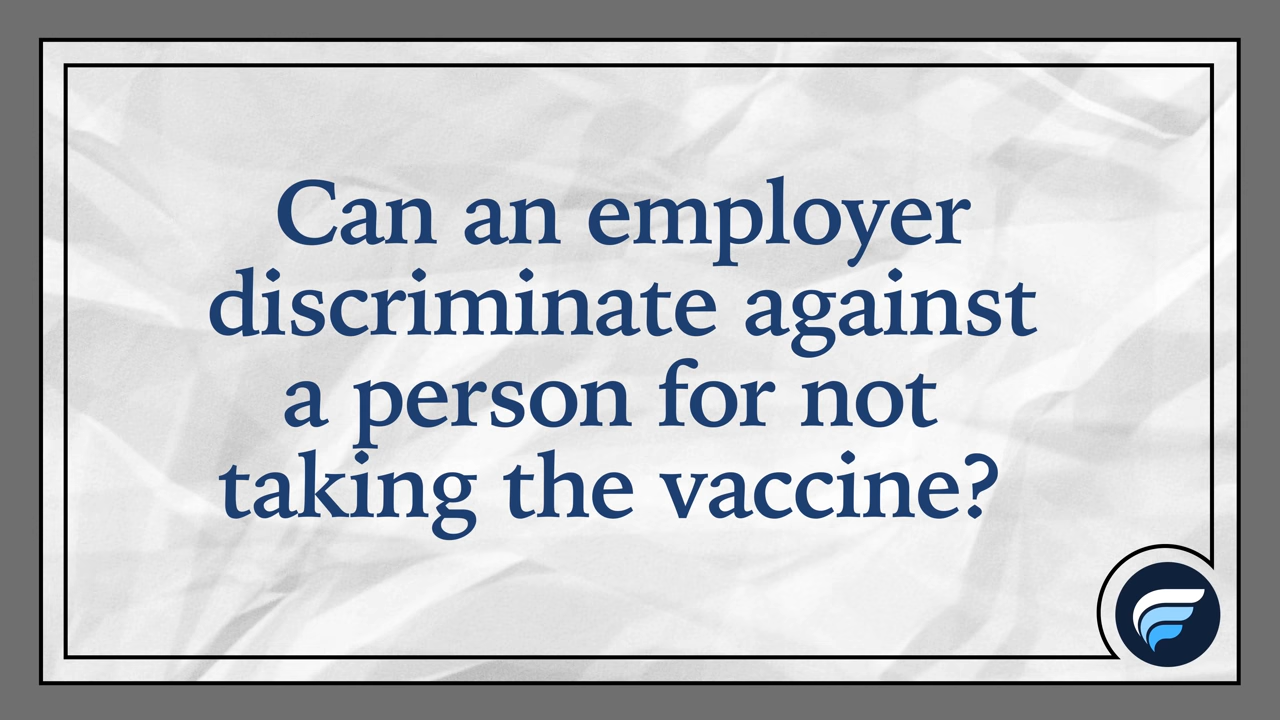 Can an employer
discriminate against
a person for not
taking the vaccine?